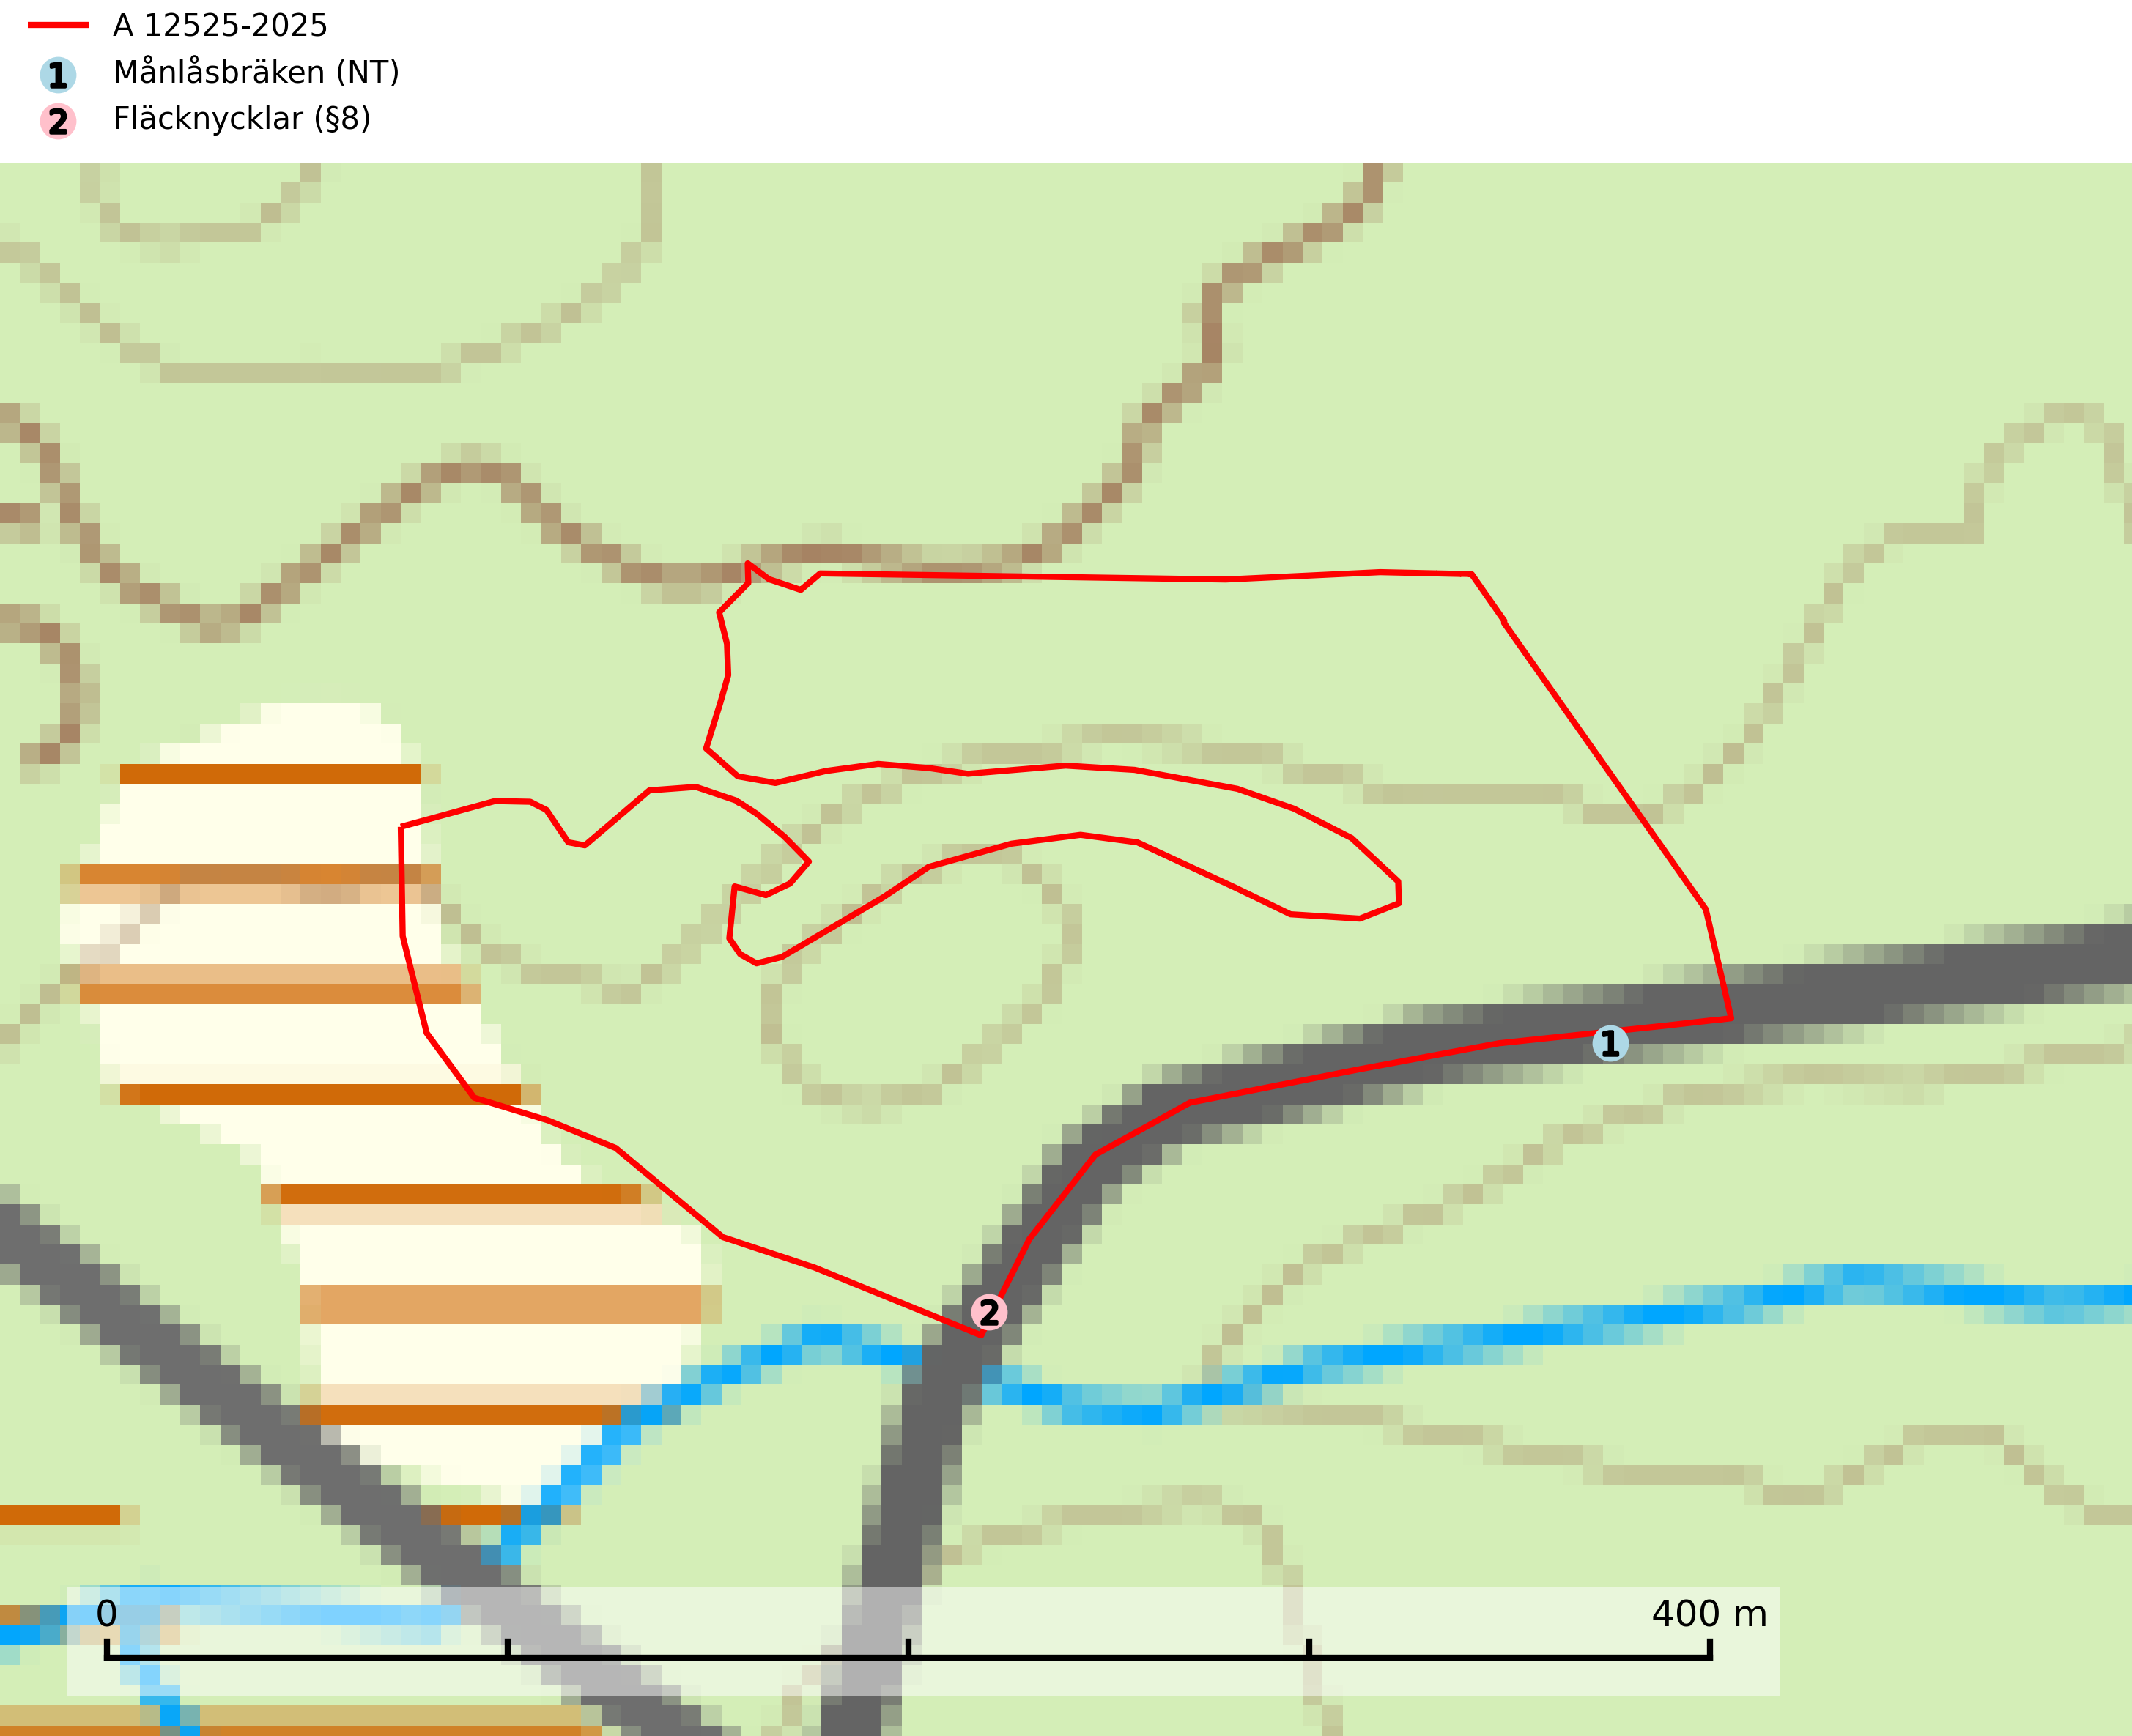 A 12525-2025
1 Månlåsbräken (NT)
2 Fläcknycklar (§8)
1
2
0 400 m